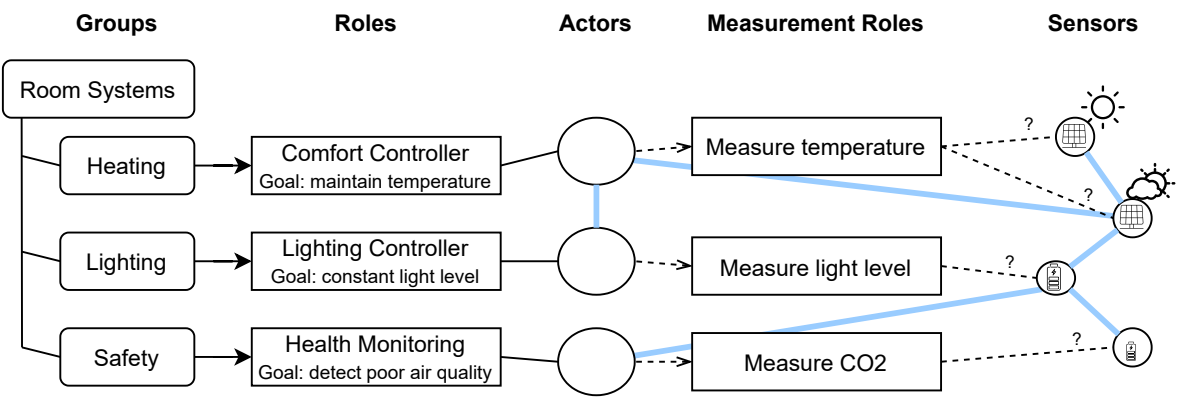 Groups Roles Actors Measurement Roles Sensors
Room Systems
Heating
Comfort Controller
Goal: maintain temperature
Measure temperature
?
?
Lighting
Lighting Controller
Goal: constant light level
Measure light level
?
Safety
Health Monitoring
Goal: detect poor air quality
Measure CO2
?